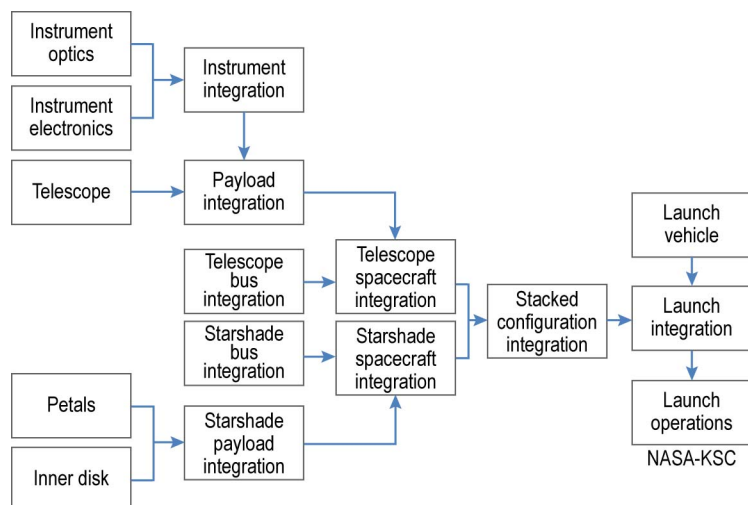 Instrument
optics
Instrument
electronics
Instrument
integration
Telescope
Payload
integration
Telescope
bus
integration
Telescope
spacecraft
integration
Starshade
bus
integration
Starshade
spacecraft
integration
Petals
Inner disk
Starshade
payload
integration
Stacked
configuration
integration
Launch
vehicle
Launch
integration
Launch
operations
NASA-KSC